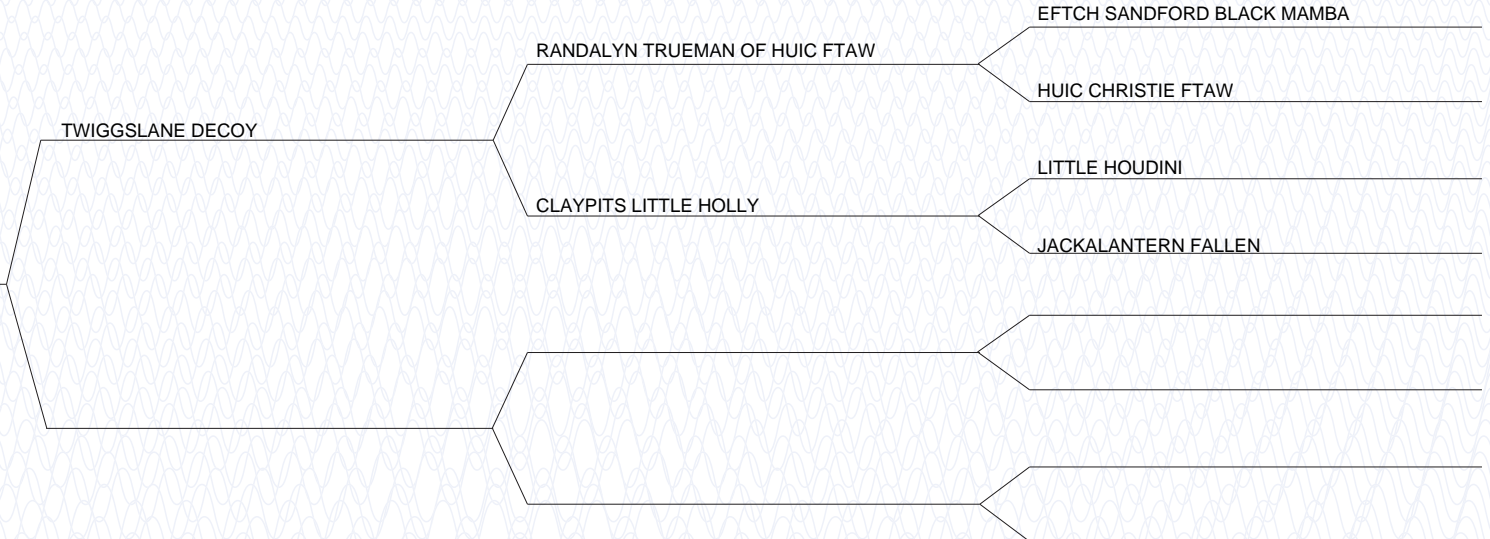 EFTCH SANDFORD BLACK MAMBA
RANDALYN TRUEMAN OF HUIC FTAW
HUIC CHRISTIE FTAW
TWIGGSLANE DECOY
LITTLE HOUDINI
CLAYPITS LITTLE HOLLY
JACKALANTERN FALLEN